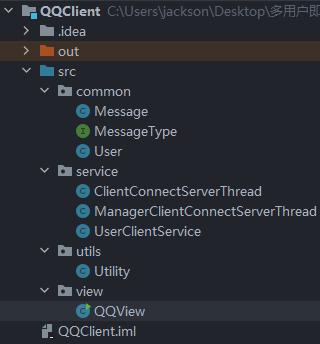 QQClient C:\Users\jackson\Desktop\多用户即
.idea
out
src
common
Message
MessageType
User
service
ClientConnectServerThread
ManagerClientConnectServerThread
UserClientService
utils
Utility
view
QQView
QQClient.iml